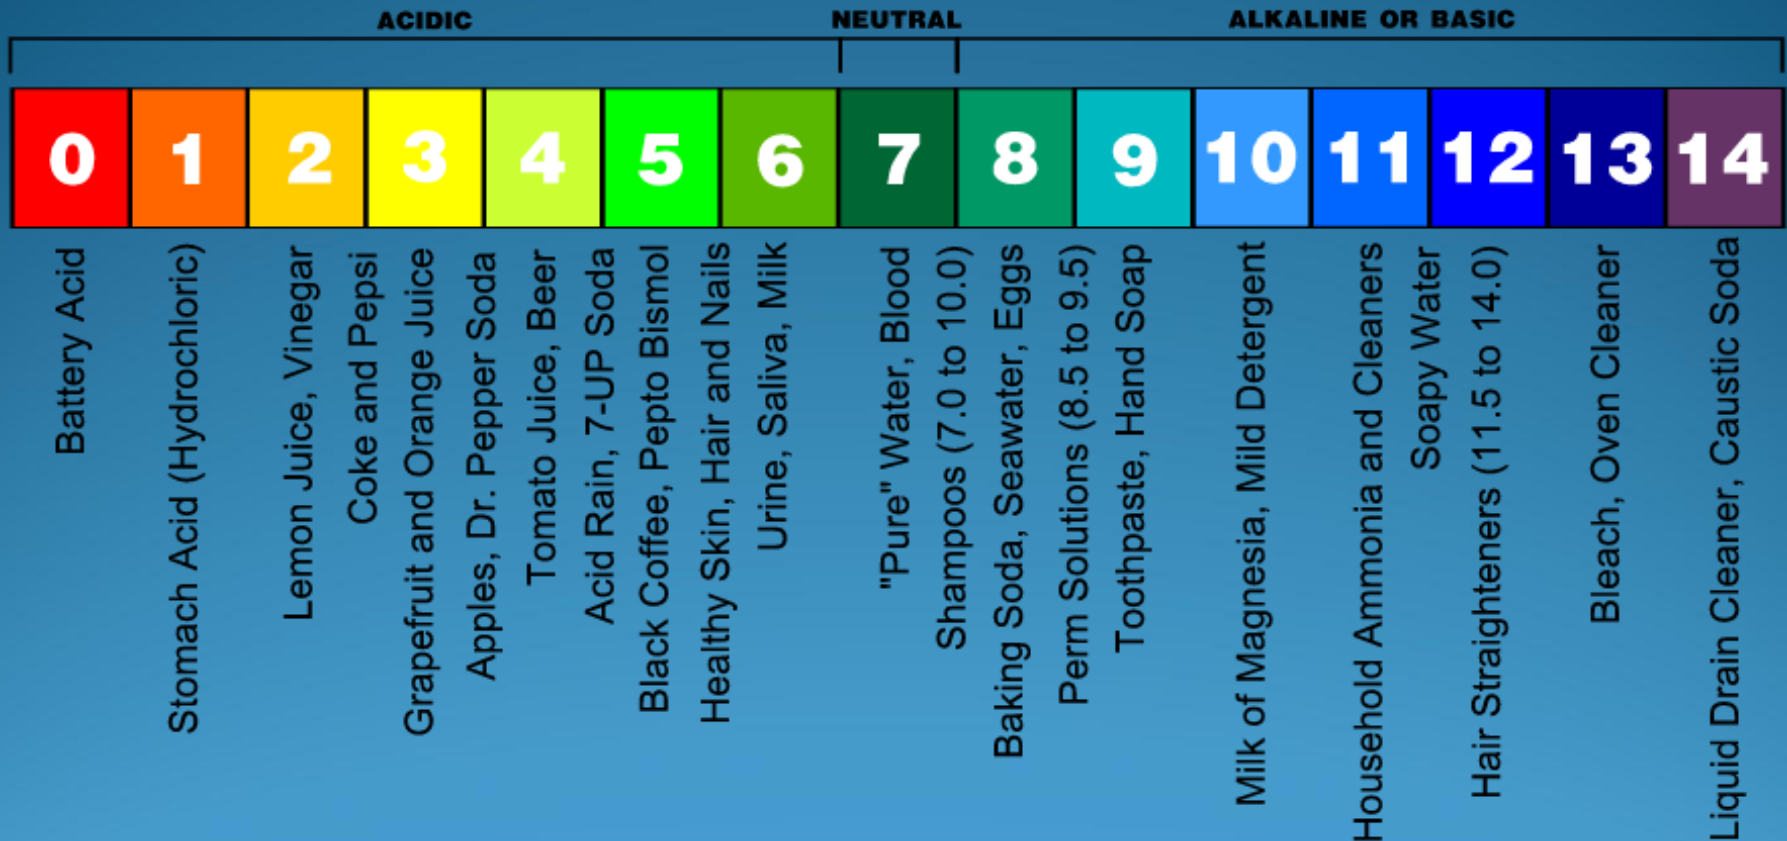 ACIDIC
NEUTRAL
ALKALINE OR BASIC
0
1
2
3
4
5
6
7
8
9
10
11
12
13
14
Battery Acid
Stomach Acid (Hydrochloric)
Lemon Juice, Vinegar
Coke and Pepsi
Grapefruit and Orange Juice
Apples, Dr. Pepper Soda
Tomato Juice, Beer
Acid Rain, 7-UP Soda
Black Coffee, Pepto Bismol
Healthy Skin, Hair and Nails
Urine, Saliva, Milk
"Pure" Water, Blood
Shampoos (7.0 to 10.0)
Baking Soda, Seawater, Eggs
Perm Solutions (8.5 to 9.5)
Toothpaste, Hand Soap
Milk of Magnesia, Mild Detergent
Household Ammonia and Cleaners
Soapy Water
Hair Straighteners (11.5 to 14.0)
Bleach, Oven Cleaner
Liquid Drain Cleaner, Caustic Soda